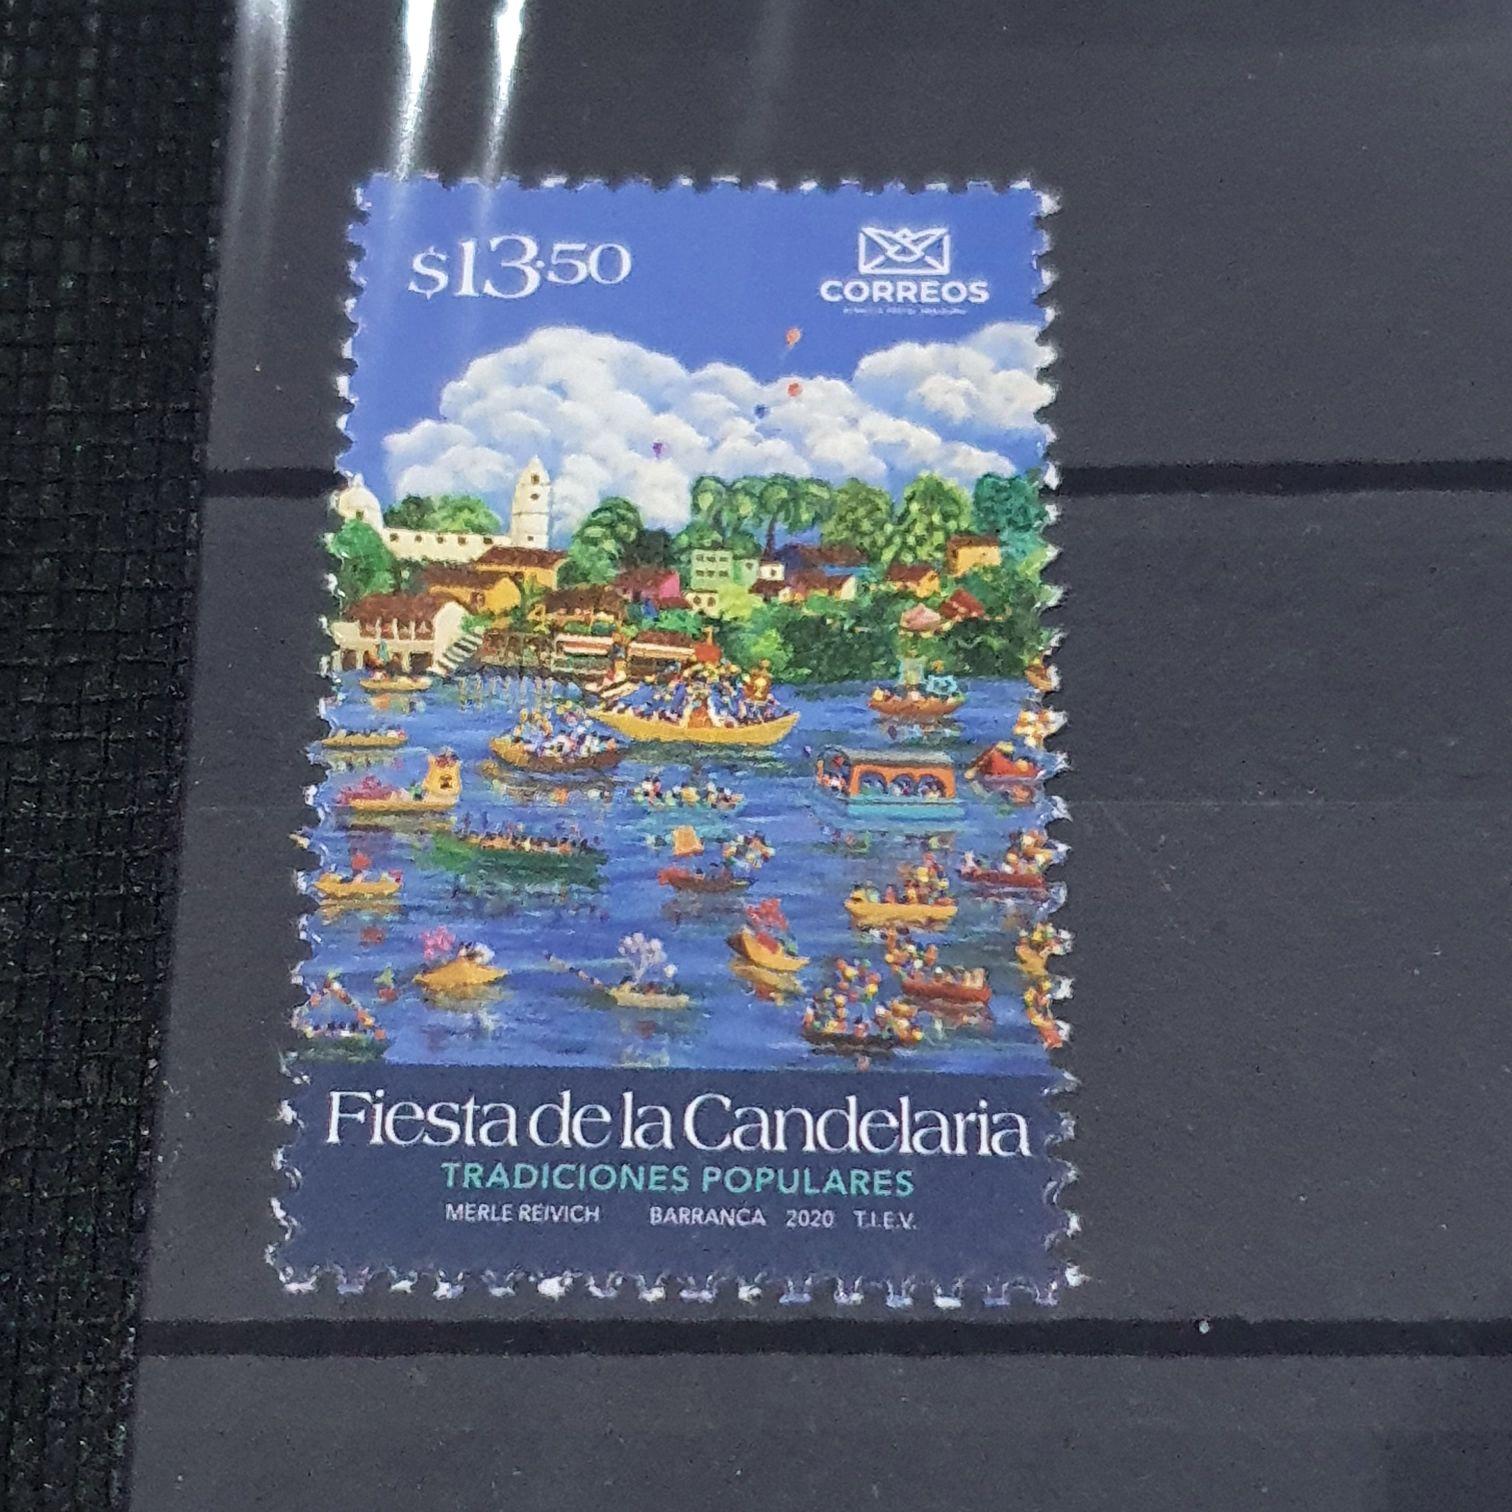 $13.50
CORREOS
Fiesta de la Candelaria
TRADICIONES POPULARES
MERLE REIVICH BARRANCA 2020 T.I.E.V.